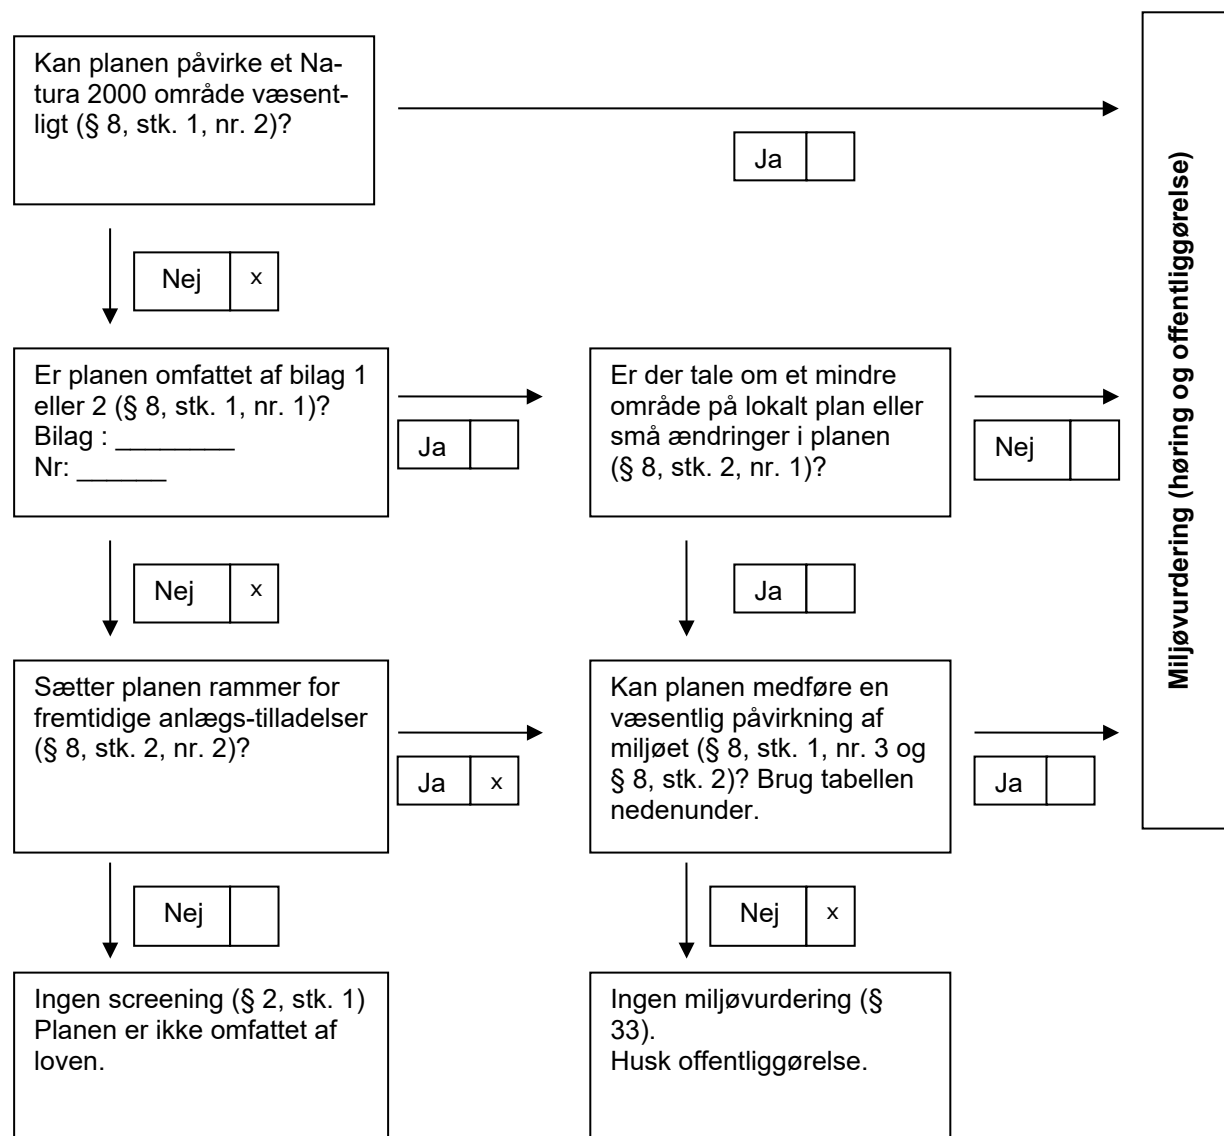 Kan planen påvirke et Na-
tura 2000 område væsent-
ligt (§ 8, stk. 1, nr. 2)?
Ja
Miljøvurdering (høring og offentliggørelse)
Nej x
Er planen omfattet af bilag 1
eller 2 (§ 8, stk. 1, nr. 1)?
Bilag : ________
Nr: ______
Ja
Er der tale om et mindre
område på lokalt plan eller
små ændringer i planen
(§ 8, stk. 2, nr. 1)?
Nej
Nej x
Ja
Sætter planen rammer for
fremtidige anlægs-tilladelser
(§ 8, stk. 2, nr. 2)?
Ja x
Kan planen medføre en
væsentlig påvirkning af
miljøet (§ 8, stk. 1, nr. 3 og
§ 8, stk. 2)? Brug tabellen
nedenunder.
Ja
Nej
Nej x
Ingen screening (§ 2, stk. 1)
Planen er ikke omfattet af
loven.
Ingen miljøvurdering (§
33).
Husk offentliggørelse.